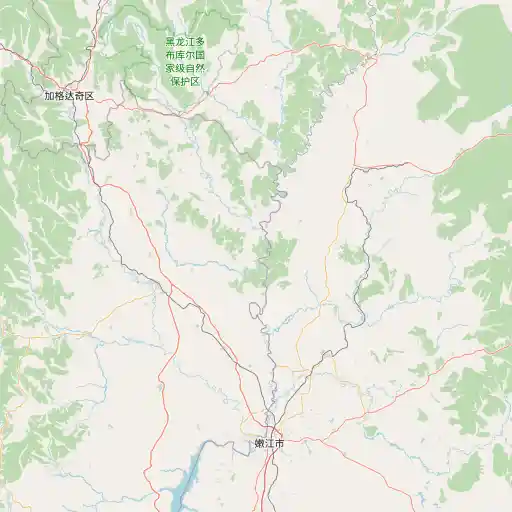 黑龙江多
布库尔国
家级自然
保护区
加格达奇区
嫩江市